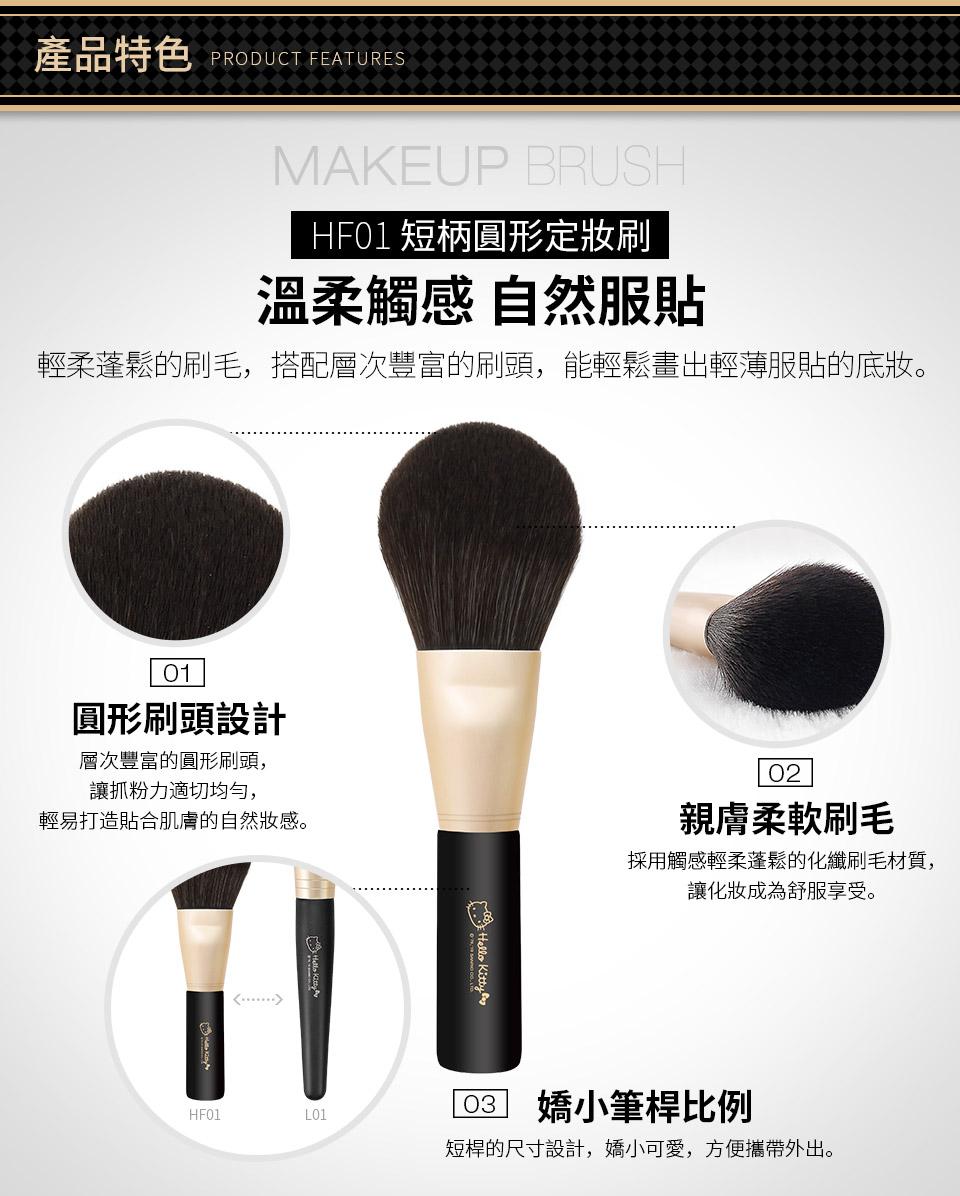 產品特色 PRODUCT FEATURES
MAKEUP BRUSH
HF01 短柄圓形定妝刷
溫柔觸感 自然服貼
輕柔蓬鬆的刷毛，搭配層次豐富的刷頭，能輕鬆畫出輕薄服貼的底妝。
01
圓形刷頭設計
層次豐富的圓形刷頭，
讓抓粉力適切均勻，
輕易打造貼合肌膚的自然妝感。
02
親膚柔軟刷毛
採用觸感輕柔蓬鬆的化纖刷毛材質，
讓化妝成為舒服享受。
Hello Kitty
Hello Kitty
Hello Kitty
HF01
L01
03 嬌小筆桿比例
短桿的尺寸設計，嬌小可愛，方便攜帶外出。